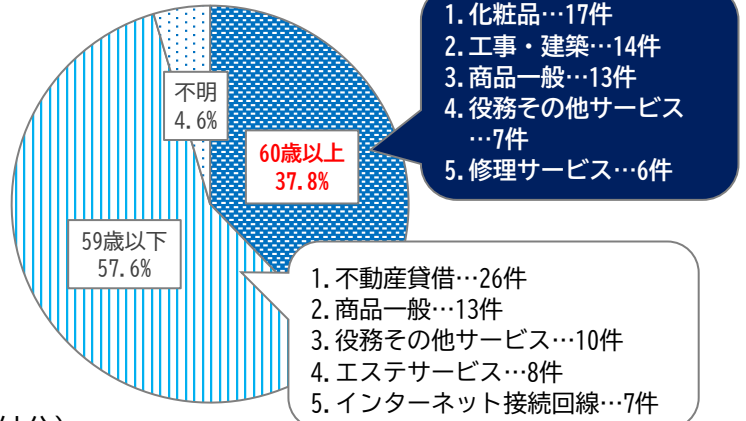 1.化粧品…17件
2.工事・建築…14件
3.商品一般…13件
4.役務その他サービス
…7件
5.修理サービス…6件
不明
4.6%
60歳以上
37.8%
59歳以下
57.6%
1.不動産貸借…26件
2.商品一般…13件
3.役務その他サービス…10件
4.エステサービス…8件
5.インターネット接続回線…7件